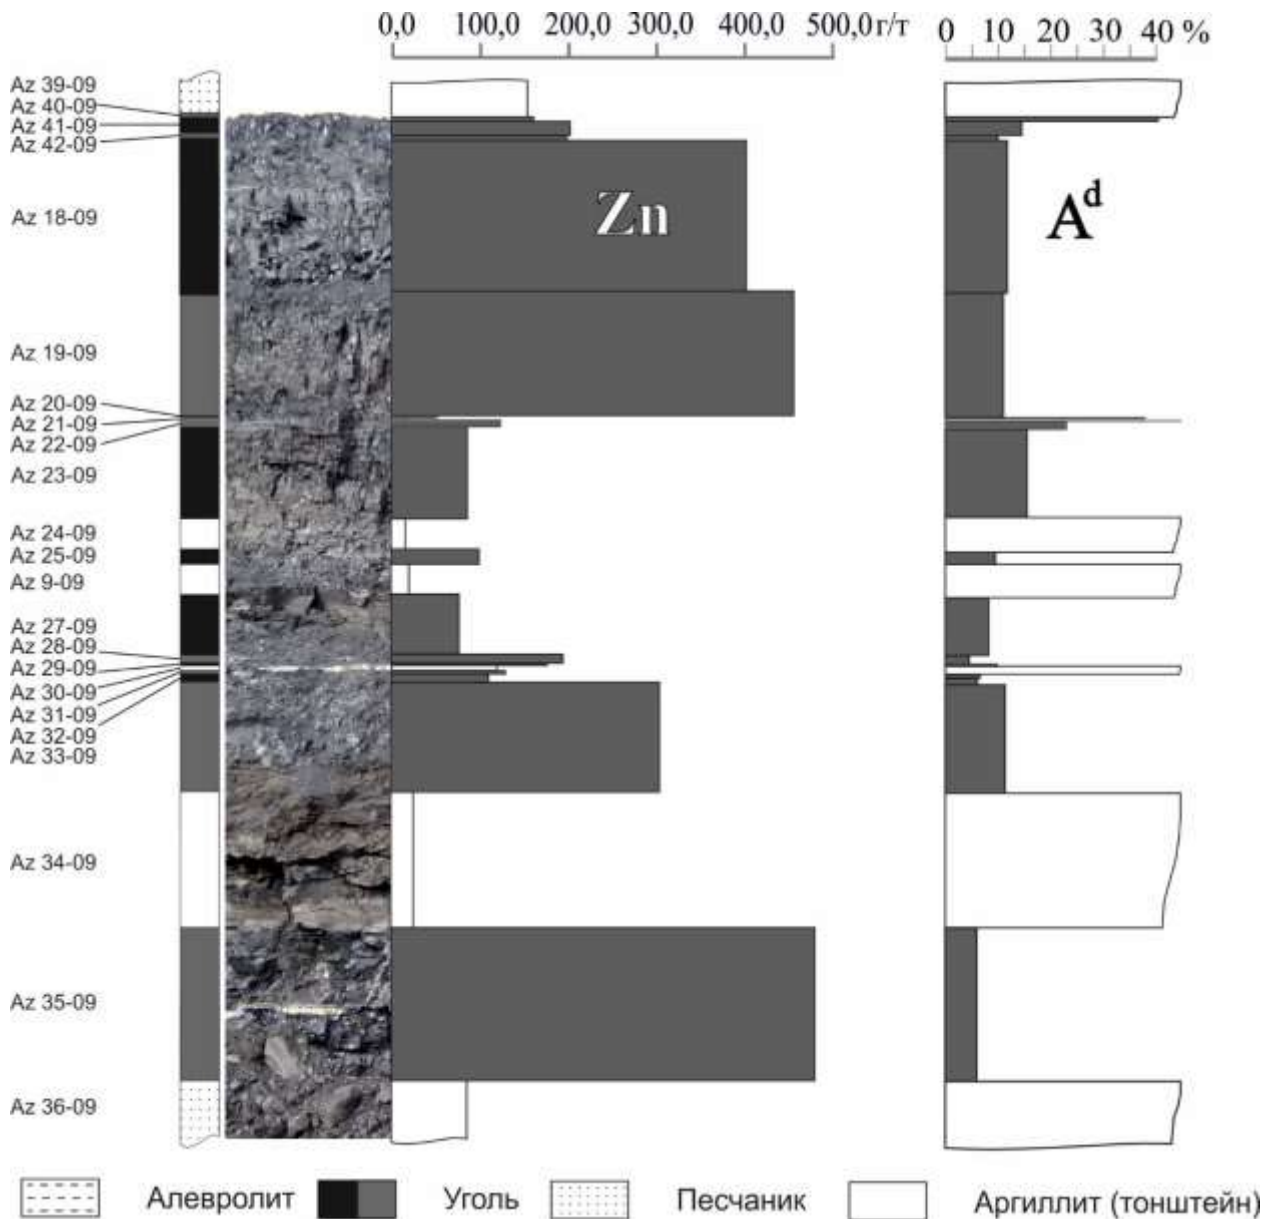 0,0 100,0 200,0 300,0 400,0 500,0 г/т
0 10 20 30 40 %
Az 39-09
Az 40-09
Az 41-09
Az 42-09
Az 18-09
Zn
A^d
Az 19-09
Az 20-09
Az 21-09
Az 22-09
Az 23-09
Az 24-09
Az 25-09
Az 9-09
Az 27-09
Az 28-09
Az 29-09
Az 30-09
Az 31-09
Az 32-09
Az 33-09
Az 34-09
Az 35-09
Az 36-09
Алевролит Уголь Песчаник Аргиллит (тонштейн)